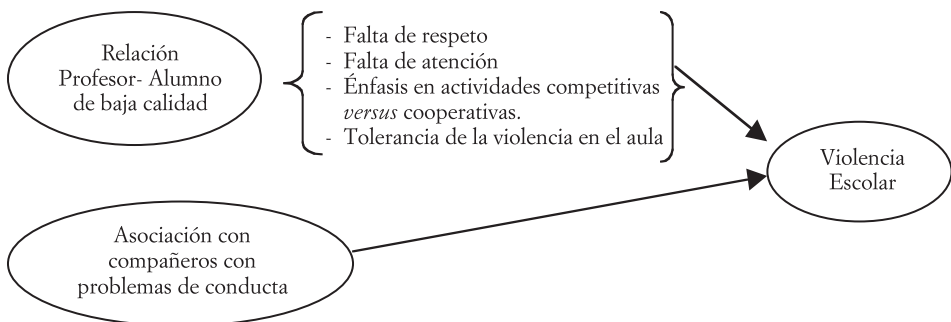 Relación
Profesor- Alumno
de baja calidad
- Falta de respeto
- Falta de atención
- Énfasis en actividades competitivas
versus cooperativas.
- Tolerancia de la violencia en el aula
Violencia
Escolar
Asociación con
compañeros con
problemas de conducta